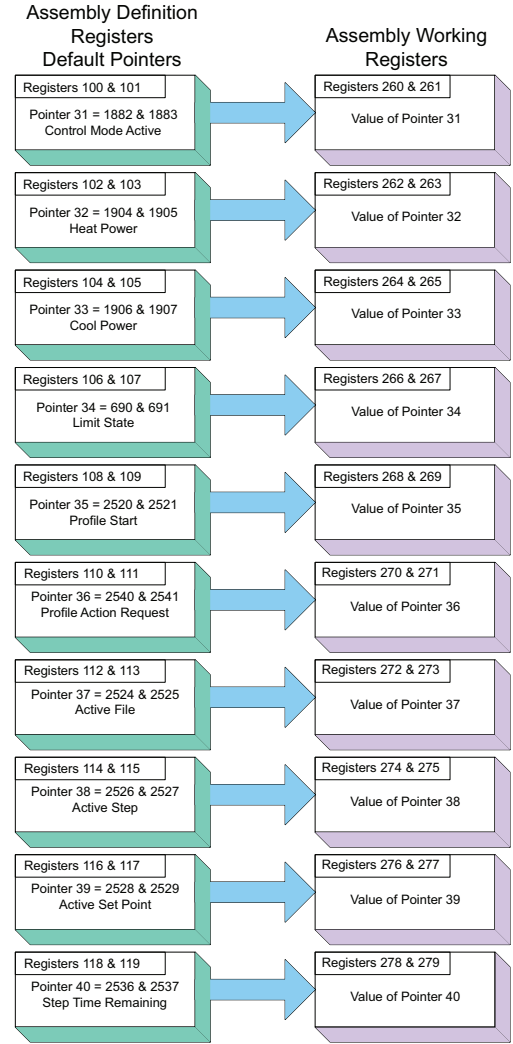 Assembly Definition
Registers
Default Pointers
Assembly Working
Registers
Registers 100 & 101
Pointer 31 = 1882 & 1883
Control Mode Active
Registers 260 & 261
Value of Pointer 31
Registers 102 & 103
Pointer 32 = 1904 & 1905
Heat Power
Registers 262 & 263
Value of Pointer 32
Registers 104 & 105
Pointer 33 = 1906 & 1907
Cool Power
Registers 264 & 265
Value of Pointer 33
Registers 106 & 107
Pointer 34 = 690 & 691
Limit State
Registers 266 & 267
Value of Pointer 34
Registers 108 & 109
Pointer 35 = 2520 & 2521
Profile Start
Registers 268 & 269
Value of Pointer 35
Registers 110 & 111
Pointer 36 = 2540 & 2541
Profile Action Request
Registers 270 & 271
Value of Pointer 36
Registers 112 & 113
Pointer 37 = 2524 & 2525
Active File
Registers 272 & 273
Value of Pointer 37
Registers 114 & 115
Pointer 38 = 2526 & 2527
Active Step
Registers 274 & 275
Value of Pointer 38
Registers 116 & 117
Pointer 39 = 2528 & 2529
Active Set Point
Registers 276 & 277
Value of Pointer 39
Registers 118 & 119
Pointer 40 = 2536 & 2537
Step Time Remaining
Registers 278 & 279
Value of Pointer 40